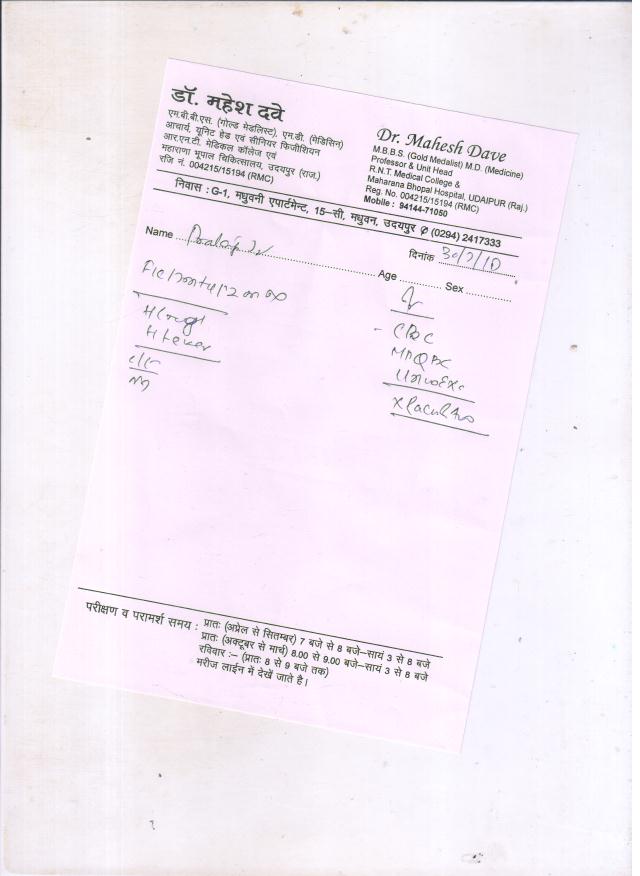 डॉ. महेश दवे
एम.बी.बी.एस. (गोल्ड मेडलिस्ट), एम.डी. (मेडिसिन)
आचार्य, यूनिट हेड एवं सीनियर फिजीशियन
आर.एन.टी. मेडिकल कॉलेज एवं
महाराणा भूपाल चिकित्सालय, उदयपुर (राज.)
रजि नं. 004215/15194 (RMC)
Dr. Mahesh Dave
M.B.B.S. (Gold Medalist) M.D. (Medicine)
Professor & Unit Head
R.N.T. Medical College &
Maharana Bhopal Hospital, UDAIPUR (Raj.)
Reg. No. 004215/15194 (RMC)
Mobile : 94144-71050
निवास : G-1, मधुवनी एपार्टमेन्ट, 15–सी, मधुवन, उदयपुर ✆ (0294) 2417333
दिनांक
Name Age Sex
H/Cough
H fever
CBC
परीक्षण व परामर्श समय : प्रातः (अप्रेल से सितम्बर) 7 बजे से 8 बजे–सायं 3 से 8 बजे
प्रातः (अक्टूबर से मार्च) 8.00 से 9.00 बजे–सायं 3 से 8 बजे
रविवार :– (प्रातः 8 से 9 बजे तक)
मरीज लाईन में देखें जाते है।